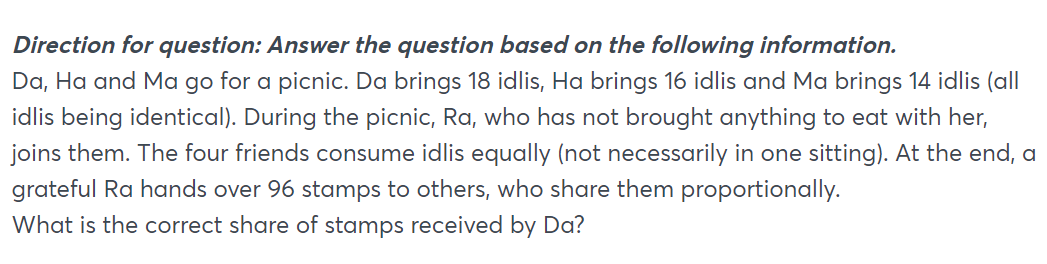 Direction for question: Answer the question based on the following information.
Da, Ha and Ma go for a picnic. Da brings 18 idlis, Ha brings 16 idlis and Ma brings 14 idlis (all
idlis being identical). During the picnic, Ra, who has not brought anything to eat with her,
joins them. The four friends consume idlis equally (not necessarily in one sitting). At the end, a
grateful Ra hands over 96 stamps to others, who share them proportionally.
What is the correct share of stamps received by Da?